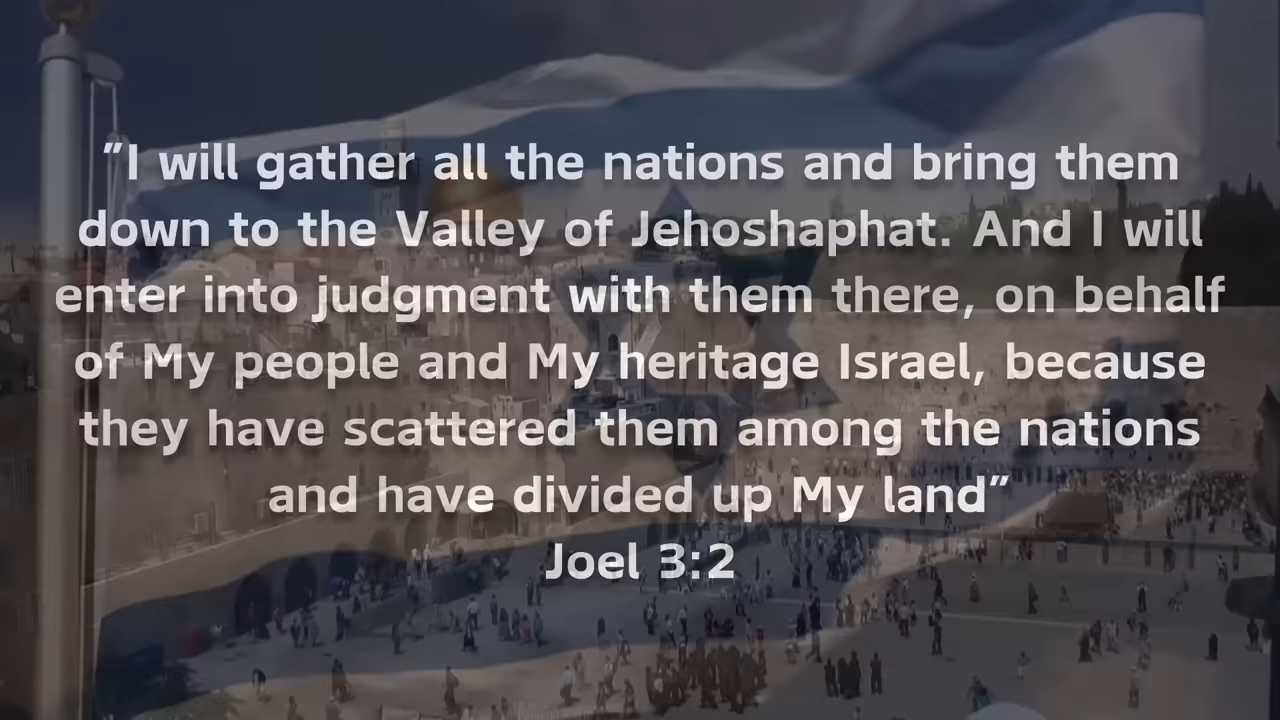 "I will gather all the nations and bring them
down to the Valley of Jehoshaphat. And I will
enter into judgment with them there, on behalf
of My people and My heritage Israel, because
they have scattered them among the nations
and have divided up My land"
Joel 3:2